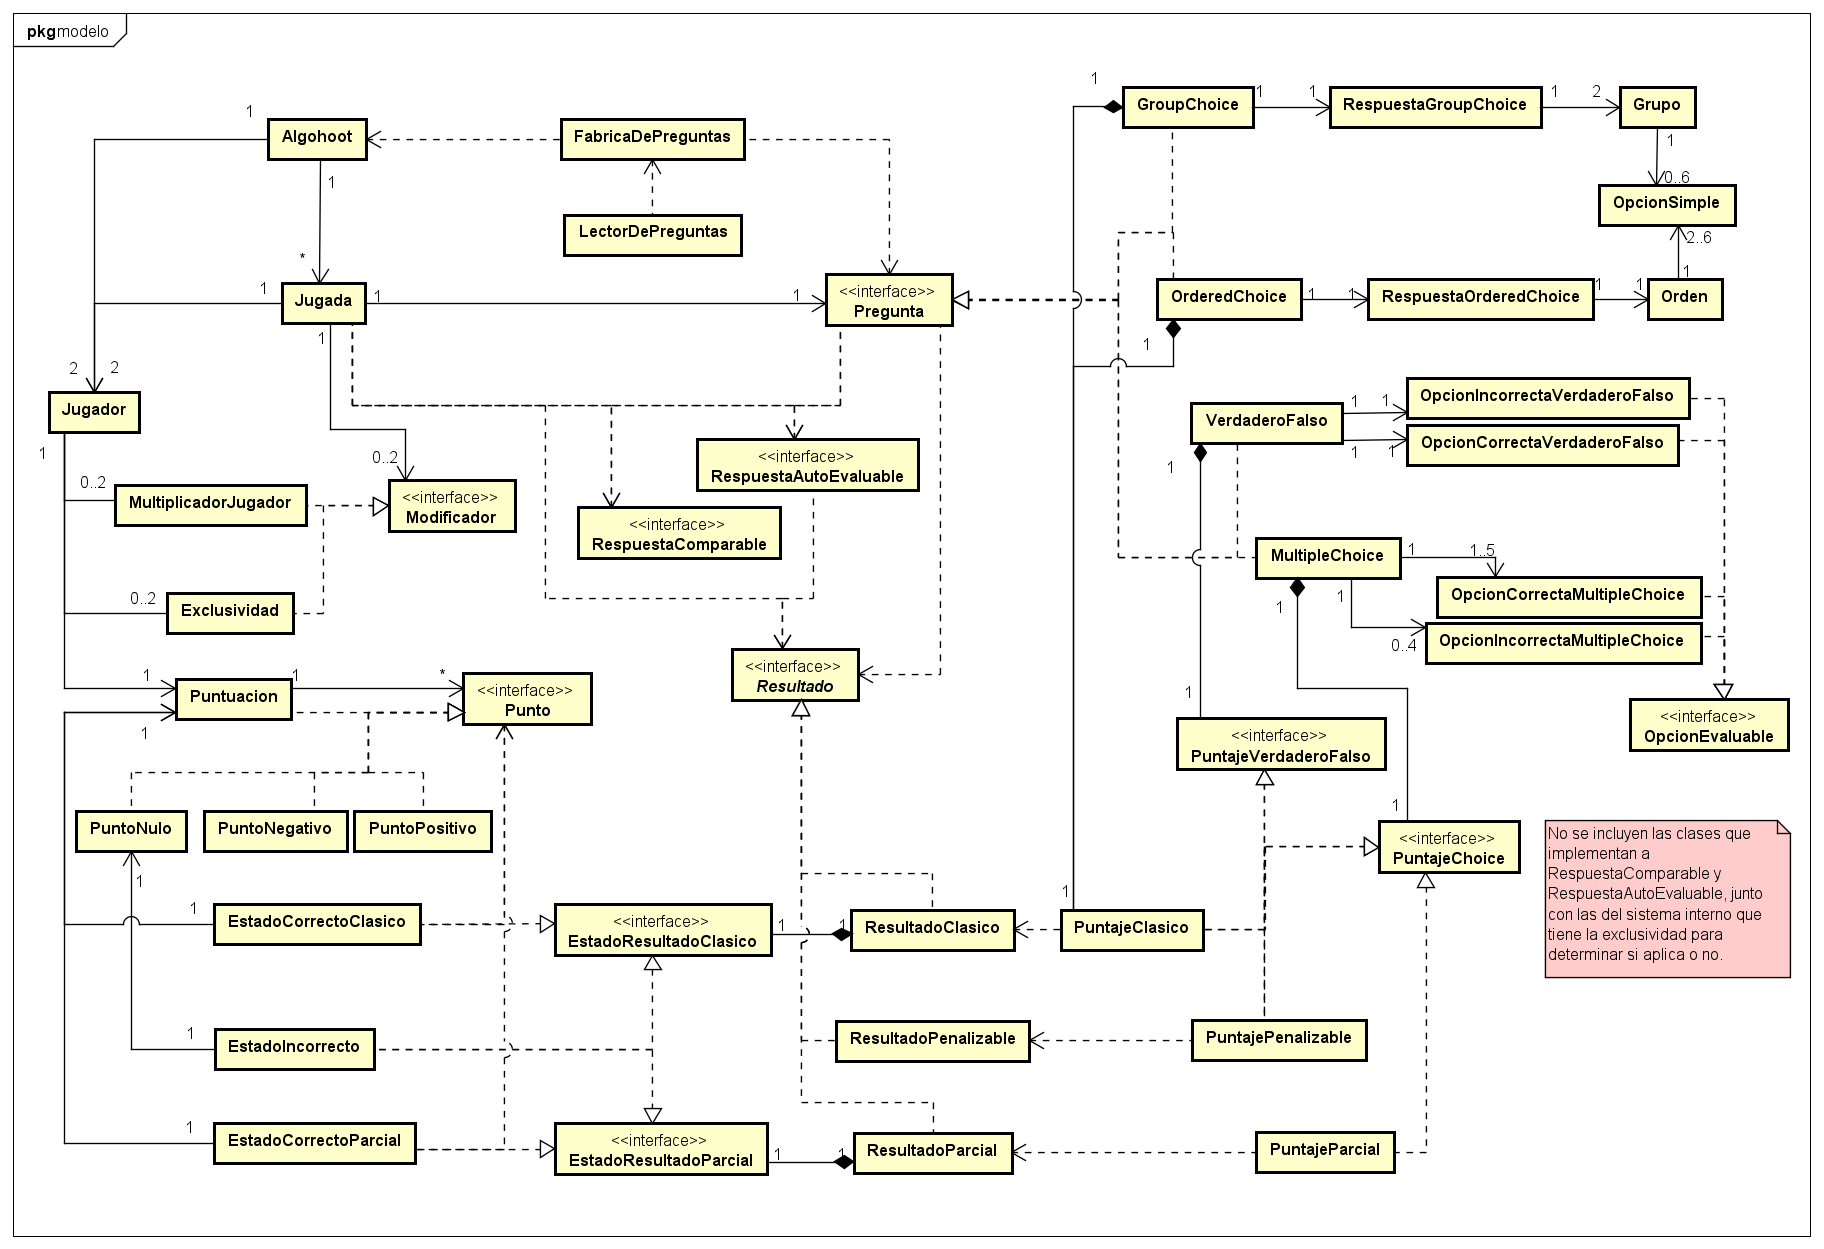 pkg modelo
1
GroupChoice
1
1
RespuestaGroupChoice
1
2
Grupo
1
Algohoot
FabricaDePreguntas
1
1
0..6
OpcionSimple
LectorDePreguntas
2..6
*
1
Jugada
1
1
<<interface>>
Pregunta
OrderedChoice
1
1
RespuestaOrderedChoice
1
1
1
Orden
1
1
2
2
Jugador
1
OpcionIncorrectaVerdaderoFalso
VerdaderoFalso
1
1
OpcionCorrectaVerdaderoFalso
1
1
1
0..2
<<interface>>
RespuestaAutoEvaluable
0..2
MultiplicadorJugador
<<interface>>
Modificador
<<interface>>
RespuestaComparable
MultipleChoice
1
1..5
OpcionCorrectaMultipleChoice
1
1
0..4
OpcionIncorrectaMultipleChoice
0..2
Exclusividad
<<interface>>
Resultado
1
Puntuacion
1
*
<<interface>>
Punto
1
1
<<interface>>
OpcionEvaluable
<<interface>>
PuntajeVerdaderoFalso
PuntoNulo
PuntoNegativo
PuntoPositivo
1
<<interface>>
PuntajeChoice
No se incluyen las clases que
implementan a
RespuestaComparable y
RespuestaAutoEvaluable, junto
con las del sistema interno que
tiene la exclusividad para
determinar si aplica o no.
1
1
EstadoCorrectoClasico
<<interface>>
EstadoResultadoClasico
1
1
ResultadoClasico
1
PuntajeClasico
1
EstadoIncorrecto
ResultadoPenalizable
PuntajePenalizable
1
EstadoCorrectoParcial
<<interface>>
EstadoResultadoParcial
1
1
ResultadoParcial
PuntajeParcial